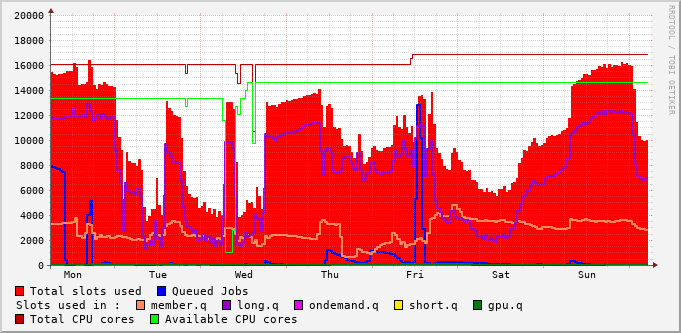 20000
18000
16000
14000
12000
10000
8000
6000
4000
2000
0
Mon Tue Wed Thu Fri Sat Sun
RRDTOOL / TOBI OETIKER
Total slots used Queued Jobs
Slots used in : member.q long.q ondemand.q short.q gpu.q
Total CPU cores Available CPU cores